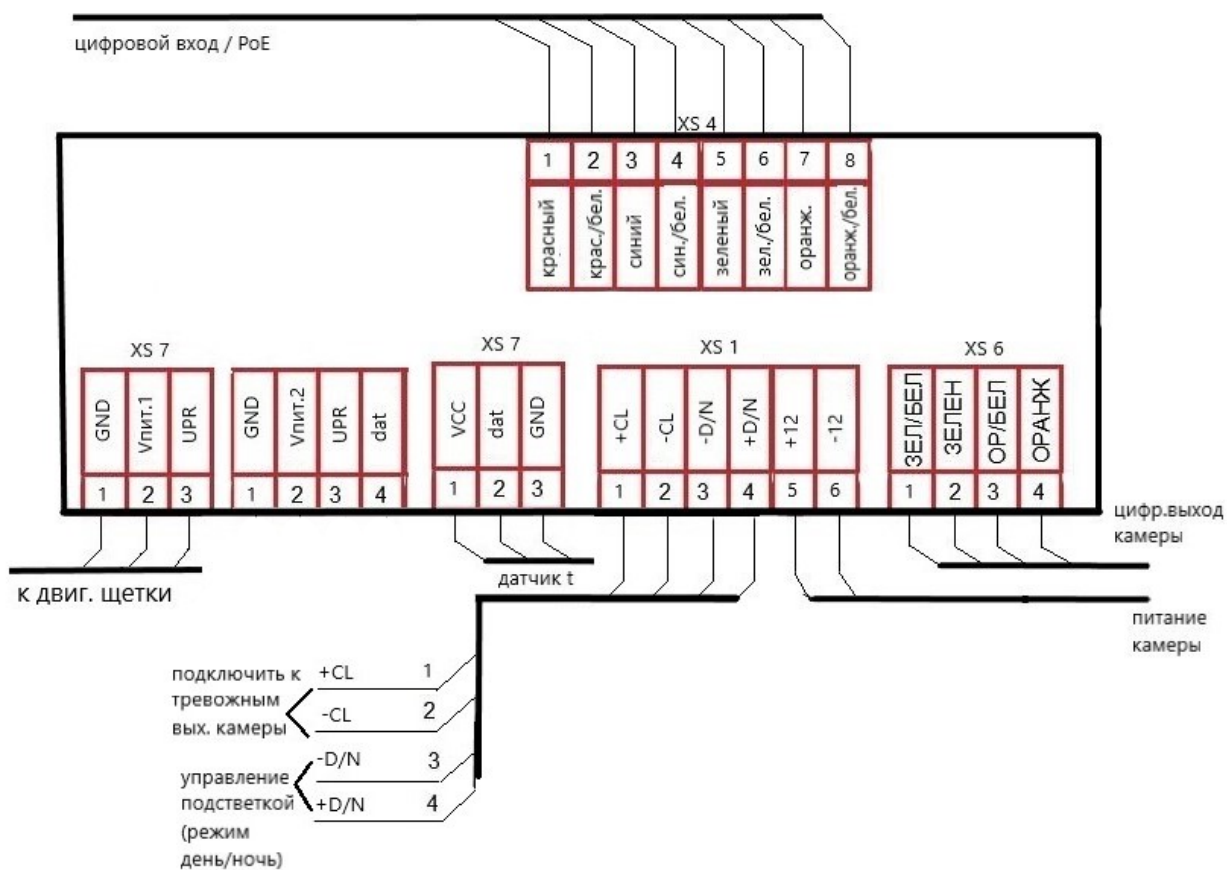 цифровой вход / PoE
XS 4
1 2 3 4 5 6 7 8
красный
крас./бел.
синий
син./бел.
зеленый
зел./бел.
оранж.
оранж./бел.
XS 7
GND
Vпит.1
UPR
1 2 3
GND
Vпит.2
UPR
dat
1 2 3 4
XS 7
VCC
dat
GND
1 2 3
XS 1
+CL
-CL
-D/N
+D/N
+12
-12
1 2 3 4 5 6
XS 6
ЗЕЛ/БЕЛ
ЗЕЛЕН
ОР/БЕЛ
ОРАНЖ
1 2 3 4
к двиг. щетки
датчик t
цифр.выход
камеры
питание
камеры
подключить к
тревожным
вых. камеры
+CL 1
-CL 2
управление
подстветкой
(режим
день/ночь)
-D/N 3
+D/N 4